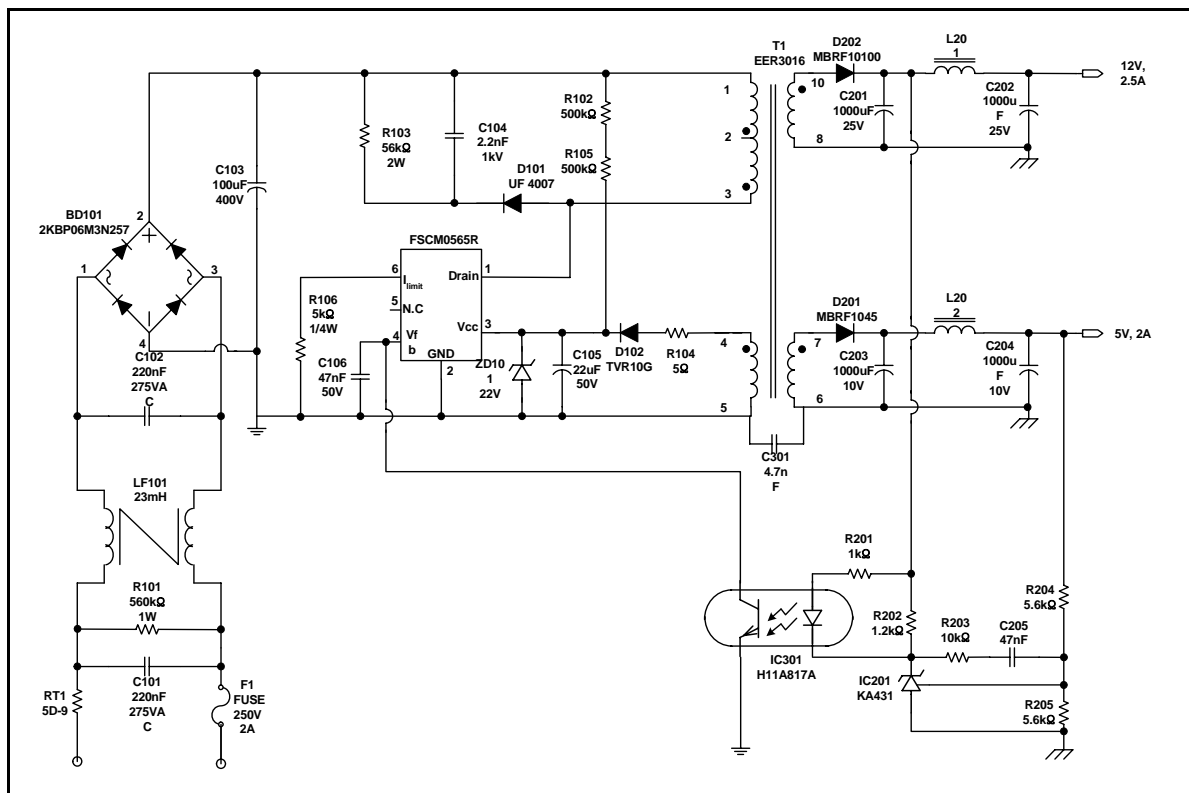 T1
EER3016
D202
MBRF10100
L20
1
12V,
2.5A
1
2
3
10
8
C201
1000uF
25V
C202
1000u
F
25V
R102
500kΩ
R105
500kΩ
R103
56kΩ
2W
C104
2.2nF
1kV
D101
UF 4007
C103
100uF
400V
BD101
2KBP06M3N257
2
1
3
4
FSCM0565R
6
Ilimit
5
N.C
4
Vf
b
Drain
1
Vcc
3
GND
2
R106
5kΩ
1/4W
C106
47nF
50V
ZD10
1
22V
C105
22uF
50V
D102
TVR10G
R104
5Ω
4
5
7
6
D201
MBRF1045
L20
2
5V, 2A
C203
1000uF
10V
C204
1000u
F
10V
C102
220nF
275VA
C
C301
4.7n
F
LF101
23mH
R101
560kΩ
1W
C101
220nF
275VA
C
RT1
5D-9
F1
FUSE
250V
2A
R201
1kΩ
R202
1.2kΩ
R203
10kΩ
C205
47nF
R204
5.6kΩ
IC301
H11A817A
IC201
KA431
R205
5.6kΩ